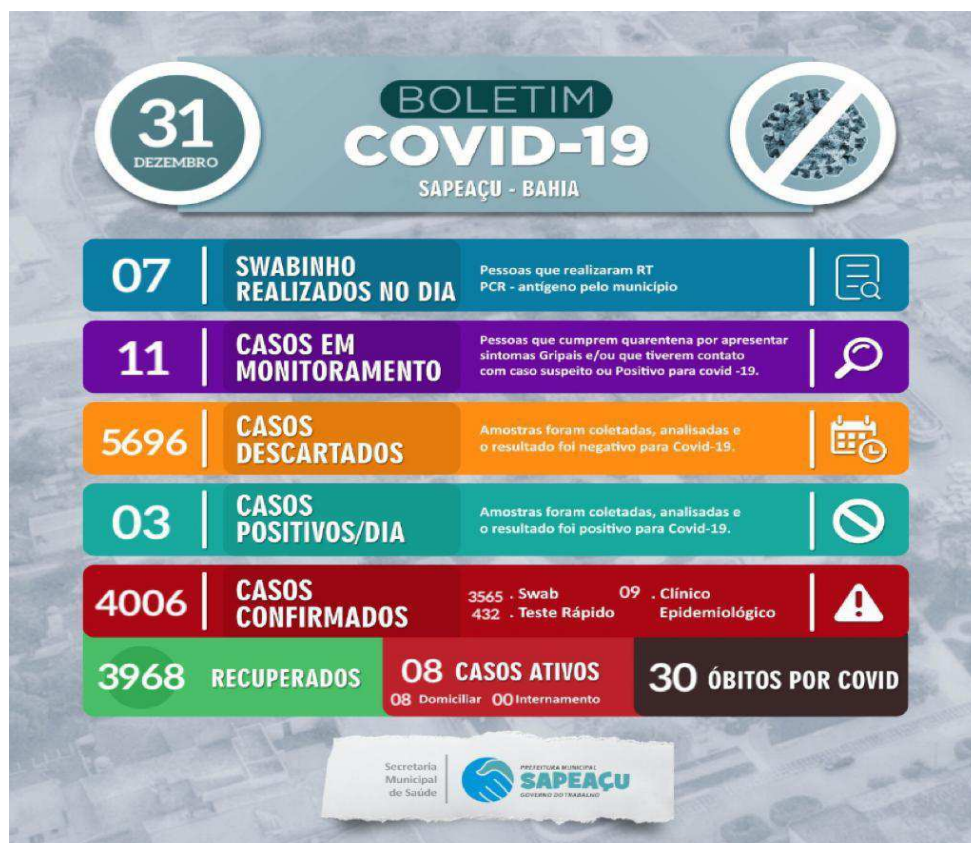 31
DEZEMBRO
BOLETIM
COVID-19
SAPEAÇU - BAHIA
07
SWABINHO
REALIZADOS NO DIA
Pessoas que realizaram RT
PCR - antígeno pelo município
11
CASOS EM
MONITORAMENTO
Pessoas que cumprem quarentena por apresentar
sintomas Gripais e/ou que tiverem contato
com caso suspeito ou Positivo para covid -19.
5696
CASOS
DESCARTADOS
Amostras foram coletadas, analisadas e
o resultado foi negativo para Covid-19.
03
CASOS
POSITIVOS/DIA
Amostras foram coletadas, analisadas e
o resultado foi positivo para Covid-19.
4006
CASOS
CONFIRMADOS
3565 . Swab
432 . Teste Rápido
09 . Clínico
Epidemiológico
3968 RECUPERADOS
08 CASOS ATIVOS
08 Domiciliar 00 Internamento
30 ÓBITOS POR COVID
Secretaria
Municipal
de Saúde
PREFEITURA MUNICIPAL
SAPEAÇU
GOVERNO DO TRABALHO